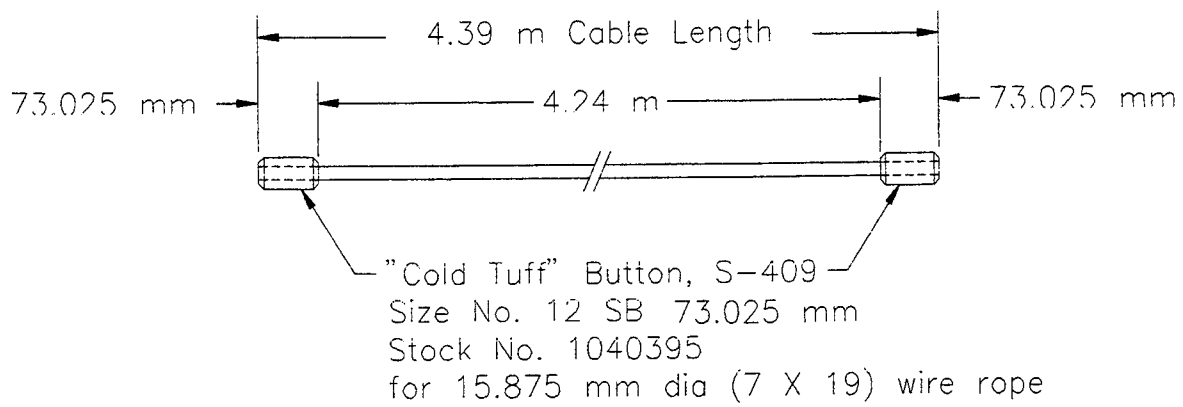 4.39 m Cable Length
73.025 mm
4.24 m
73.025 mm
"Cold Tuff" Button, S-409
Size No. 12 SB 73.025 mm
Stock No. 1040395
for 15.875 mm dia (7 X 19) wire rope